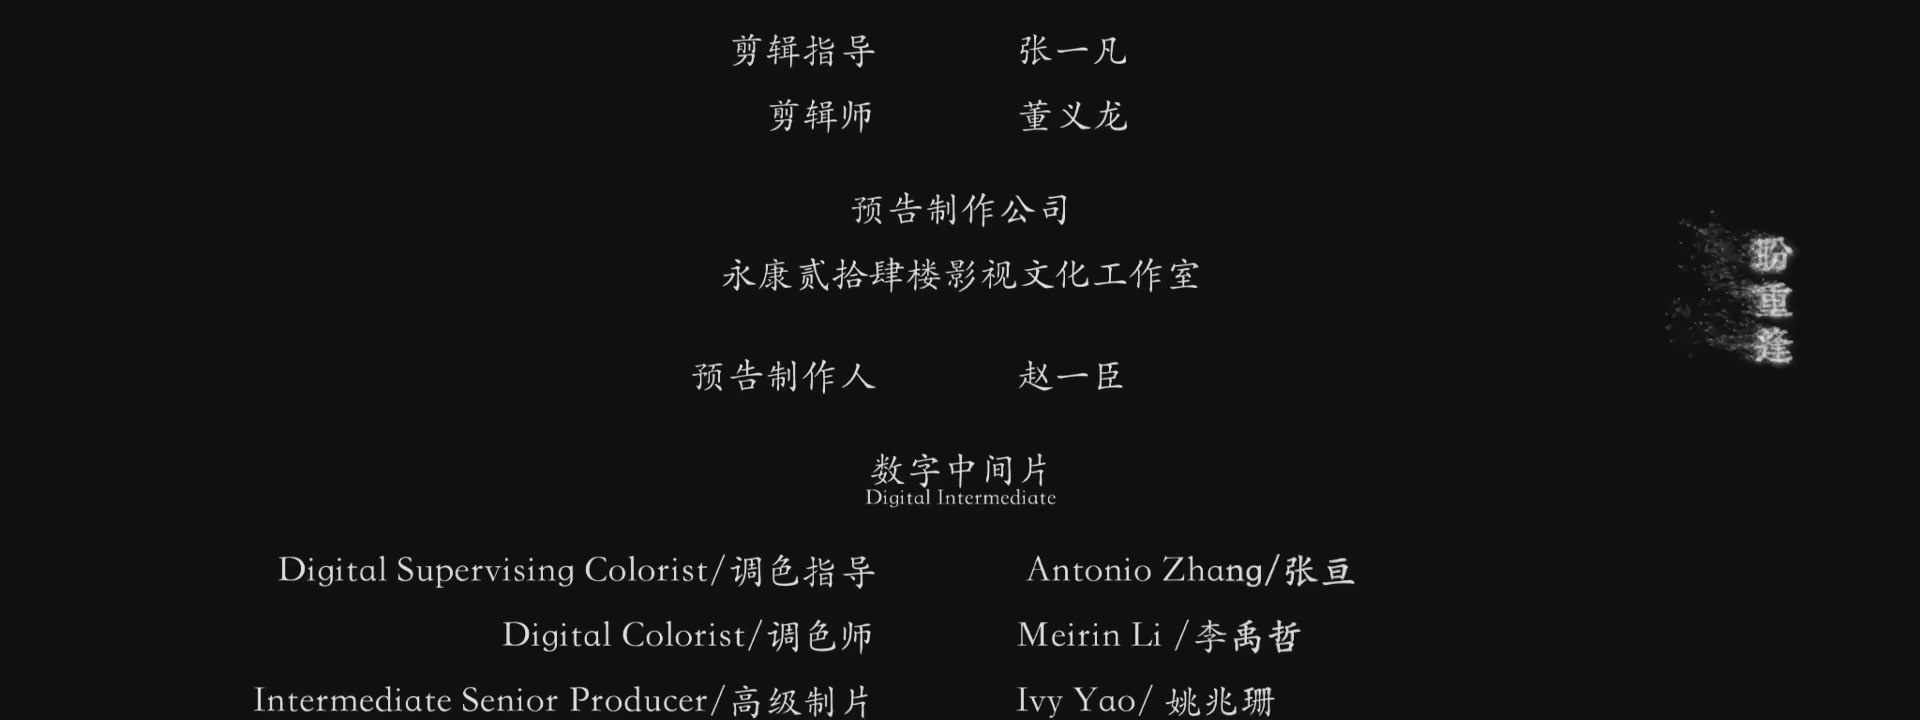 剪辑指导 张一凡
剪辑师 董义龙
预告制作公司
永康贰拾肆楼影视文化工作室
预告制作人 赵一臣
数字中间片
Digital Intermediate
Digital Supervising Colorist/调色指导 Antonio Zhang/张亘
Digital Colorist/调色师 Meirin Li /李禹哲
Intermediate Senior Producer/高级制片 Ivy Yao/ 姚兆珊
盼重逢